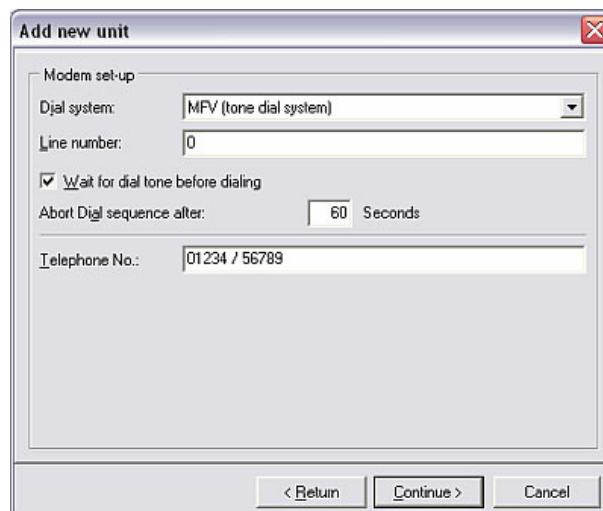 Add new unit
Modem set-up
Dial system: MFV (tone dial system)
Line number: 0
Wait for dial tone before dialing
Abort Dial sequence after: 60 Seconds
Telephone No.: 01234 / 56789
< Return Continue > Cancel